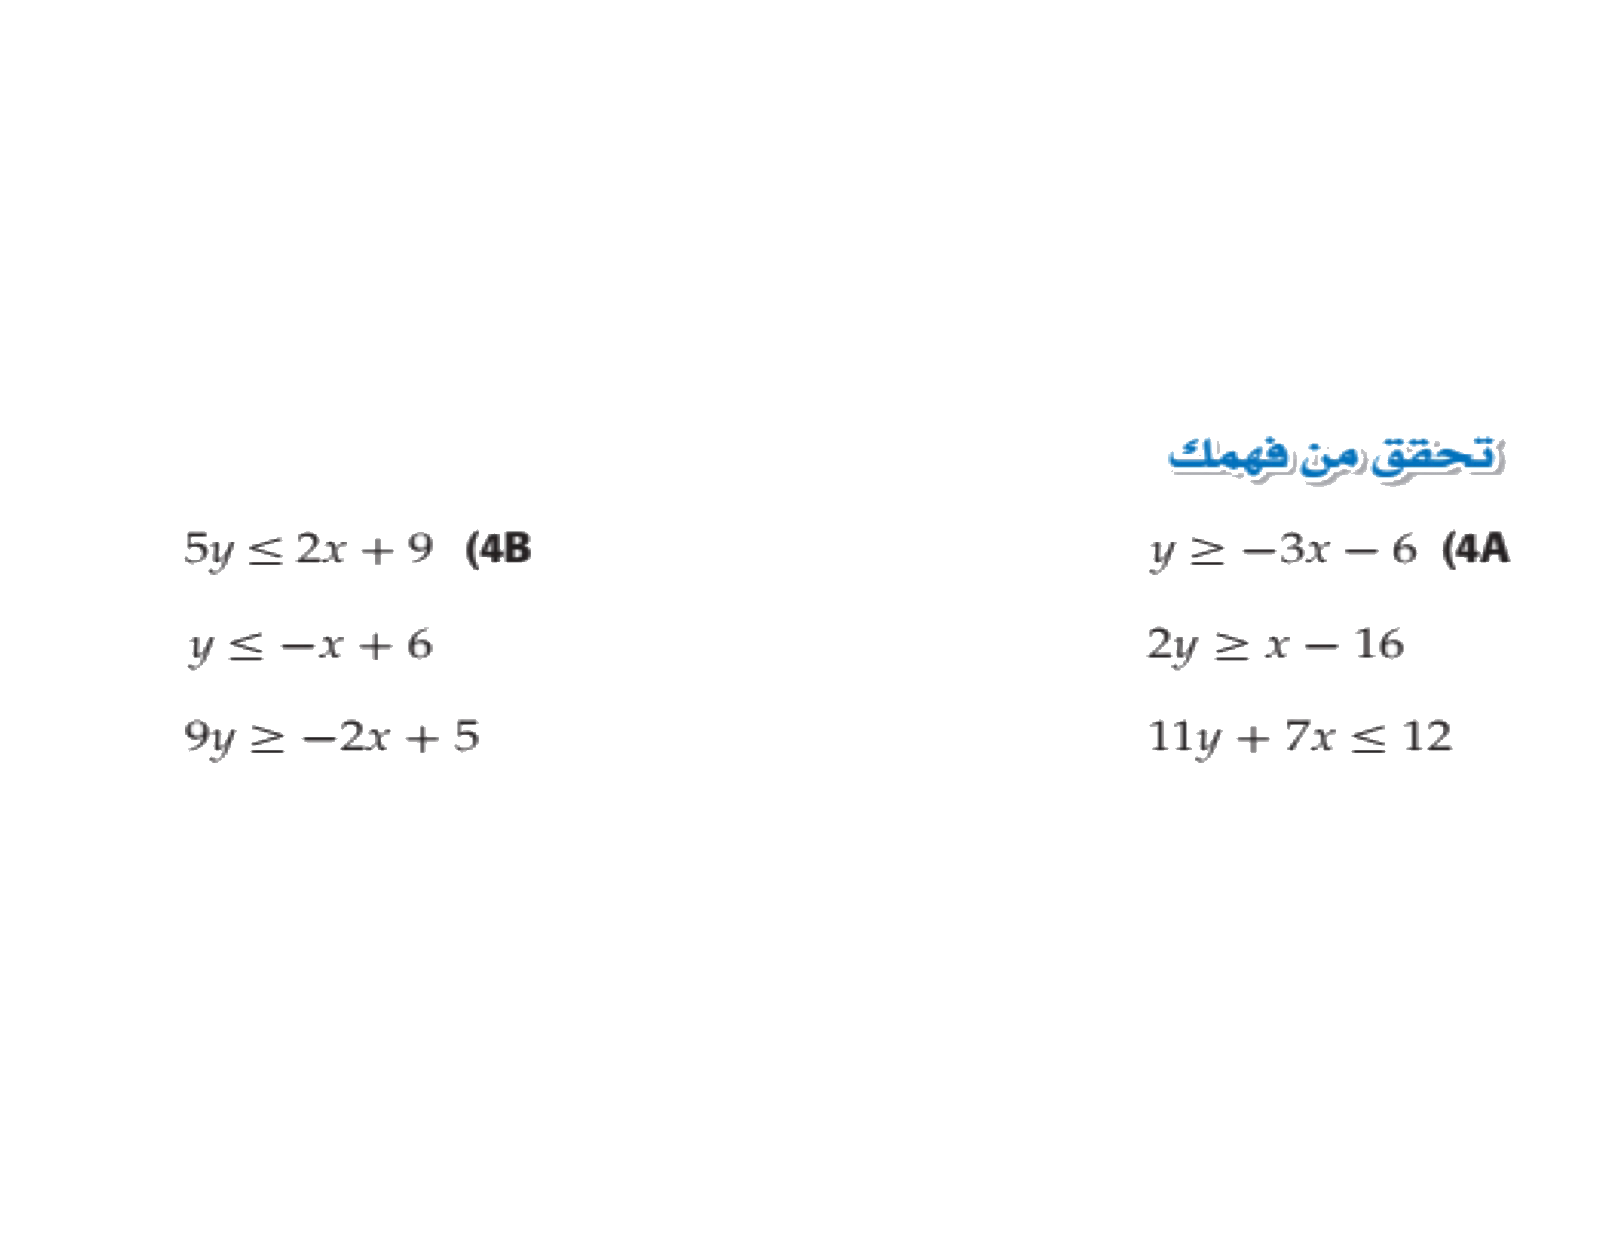 تحقق من فهمك
y ≥ −3x − 6 (4A
2y ≥ x − 16
11y + 7x ≤ 12
5y ≤ 2x + 9 (4B
y ≤ −x + 6
9y ≥ −2x + 5